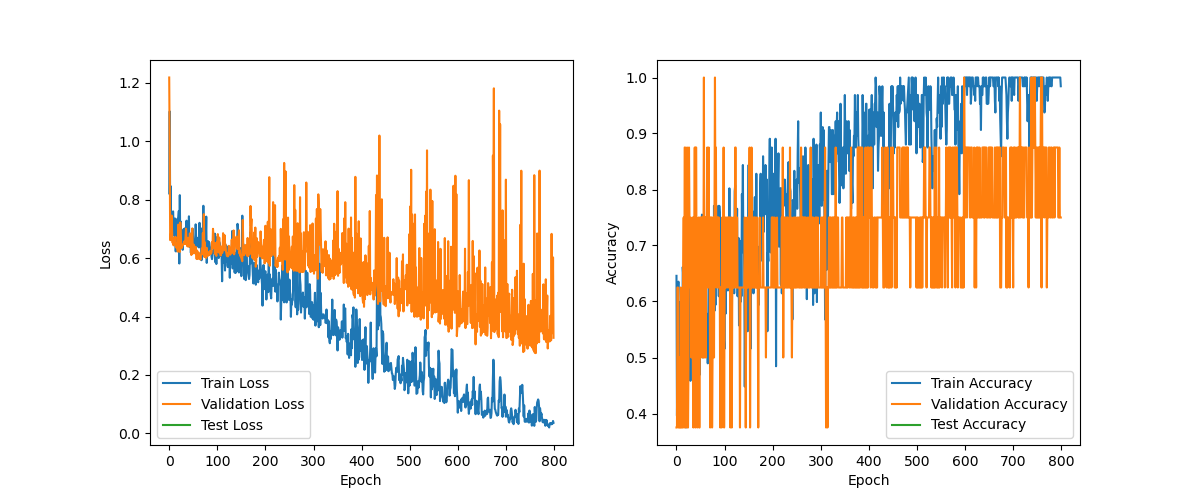 1.2
1.0
0.8
0.6
0.4
0.2
0.0
Loss
0 100 200 300 400 500 600 700 800
Epoch
Train Loss
Validation Loss
Test Loss
1.0
0.9
0.8
0.7
0.6
0.5
0.4
Accuracy
0 100 200 300 400 500 600 700 800
Epoch
Train Accuracy
Validation Accuracy
Test Accuracy